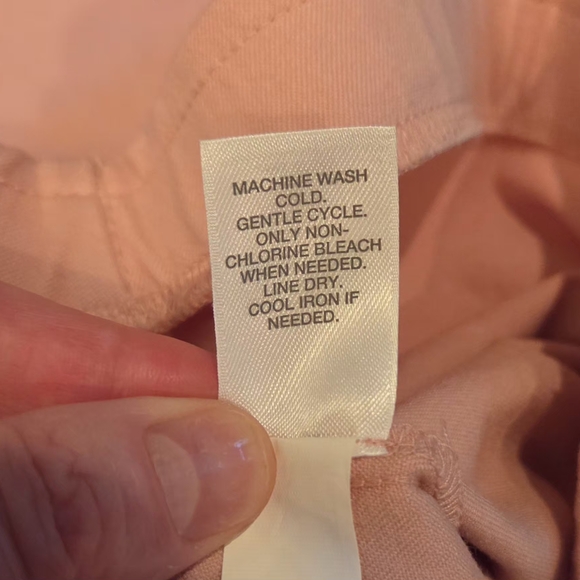 MACHINE WASH
COLD.
GENTLE CYCLE.
ONLY NON-
CHLORINE BLEACH
WHEN NEEDED.
LINE DRY.
COOL IRON IF
NEEDED.